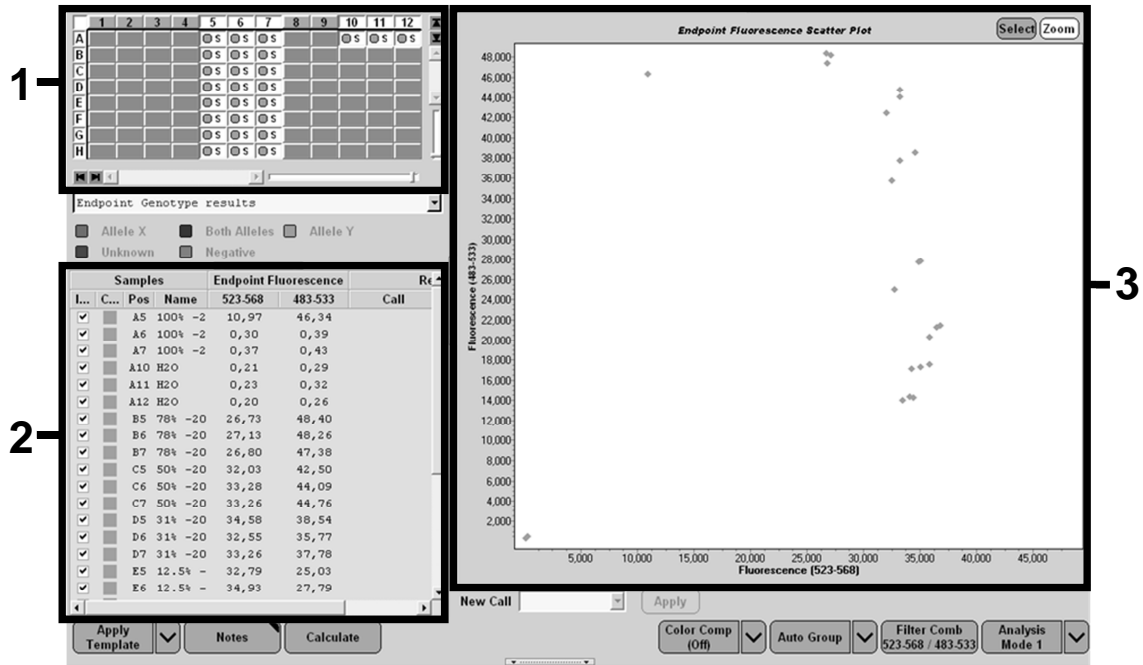 1 2 3 4 5 6 7 8 9 10 11 12
A S S S S S S
B S S S
C S S S
D S S S
E S S S
F S S S
G S S S
H S S S
1
Endpoint Genotype results
Allele X Both Alleles Allele Y
Unknown Negative
Samples Endpoint Fluorescence Re
I... C... Pos Name 523-568 483-533 Call
A5 100% -2 10,97 46,34
A6 100% -2 0,30 0,39
A7 100% -2 0,37 0,43
A10 H2O 0,21 0,29
A11 H2O 0,23 0,32
A12 H2O 0,20 0,26
B5 78% -20 26,73 48,40
B6 78% -20 27,13 48,26
B7 78% -20 26,80 47,38
C5 50% -20 32,03 42,50
C6 50% -20 33,28 44,09
C7 50% -20 33,26 44,76
D5 31% -20 34,58 38,54
D6 31% -20 32,55 35,77
D7 31% -20 33,26 37,78
E5 12.5% - 32,79 25,03
E6 12.5% - 34,93 27,79
2
Apply Template
Notes
Calculate
Endpoint Fluorescence Scatter Plot
Select Zoom
48,000
46,000
44,000
42,000
40,000
38,000
36,000
34,000
32,000
30,000
28,000
26,000
24,000
22,000
20,000
18,000
16,000
14,000
12,000
10,000
8,000
6,000
4,000
2,000
Fluorescence (483-533)
5,000 10,000 15,000 20,000 25,000 30,000 35,000 40,000 45,000
Fluorescence (523-568)
3
New Call Apply
Color Comp (Off)
Auto Group
Filter Comb 523-568 / 483-533
Analysis Mode 1